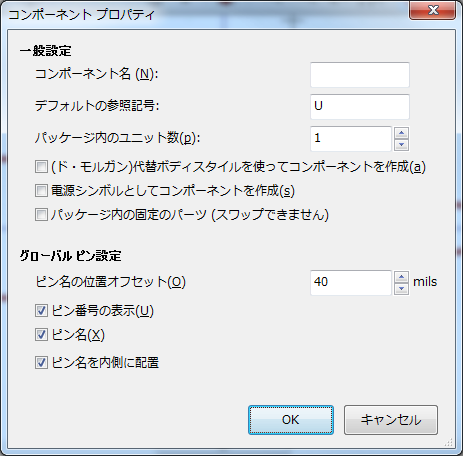 コンポーネント プロパティ
一般設定
コンポーネント名 (N):
デフォルトの参照記号: U
パッケージ内のユニット数(p): 1
(ド・モルガン)代替ボディスタイルを使ってコンポーネントを作成(a)
電源シンボルとしてコンポーネントを作成(s)
パッケージ内の固定のパーツ (スワップできません)
グローバル ピン設定
ピン名の位置オフセット(O) 40 mils
ピン番号の表示(U)
ピン名(X)
ピン名を内側に配置
OK キャンセル